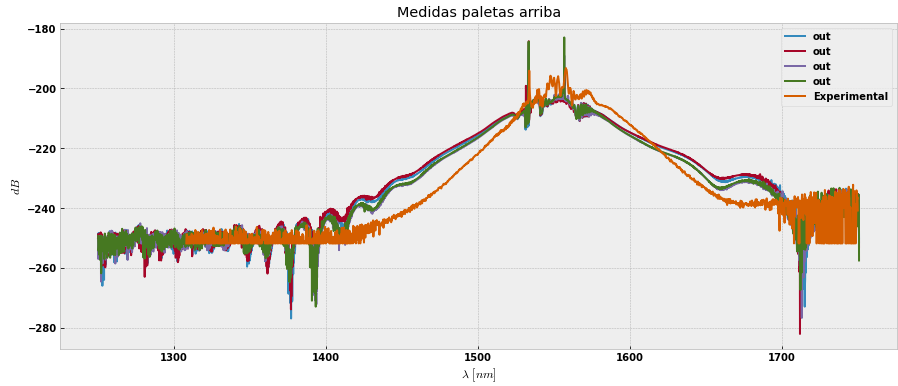 Medidas paletas arriba
−180
−200
−220
−240
−260
−280
dB
1300
1400
1500
1600
1700
λ [nm]
out
out
out
out
Experimental